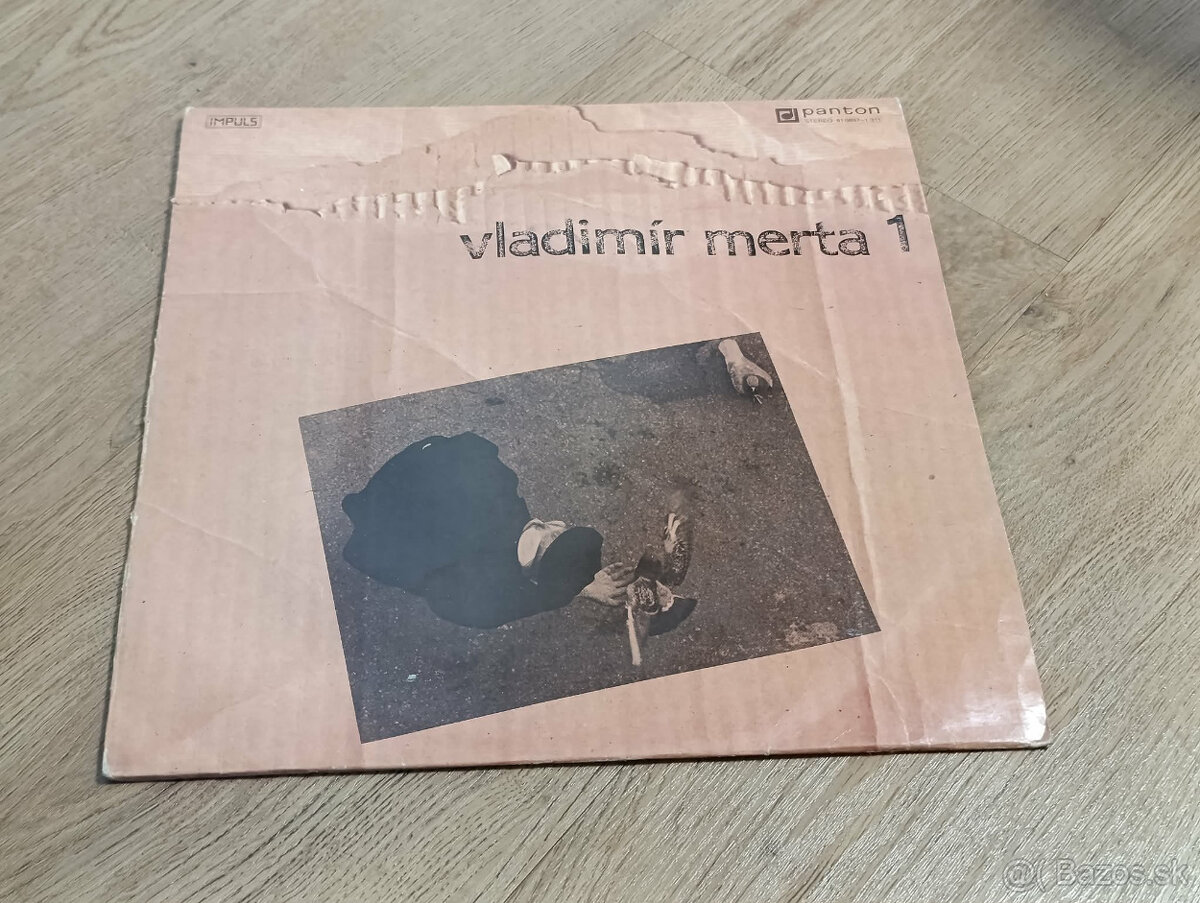 IMPULS
panton
STEREO
vladimír merta 1
@( Bazos.sk